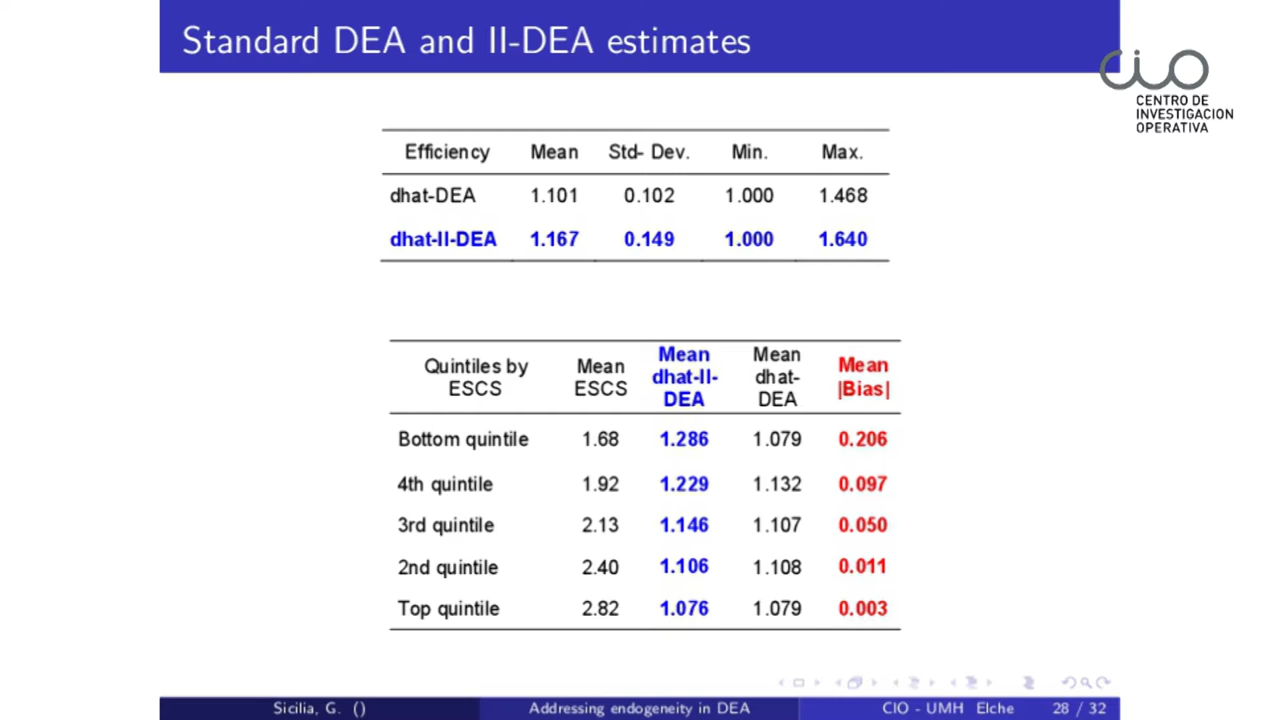 Standard DEA and II-DEA estimates
CIO
CENTRO DE
INVESTIGACION
OPERATIVA
Efficiency Mean Std- Dev. Min. Max.
dhat-DEA 1.101 0.102 1.000 1.468
dhat-II-DEA 1.167 0.149 1.000 1.640
Quintiles by ESCS Mean ESCS Mean dhat-II-DEA Mean dhat-DEA Mean |Bias|
Bottom quintile 1.68 1.286 1.079 0.206
4th quintile 1.92 1.229 1.132 0.097
3rd quintile 2.13 1.146 1.107 0.050
2nd quintile 2.40 1.106 1.108 0.011
Top quintile 2.82 1.076 1.079 0.003
Sicilia, G. () Addressing endogeneity in DEA CIO - UMH Elche 28 / 32